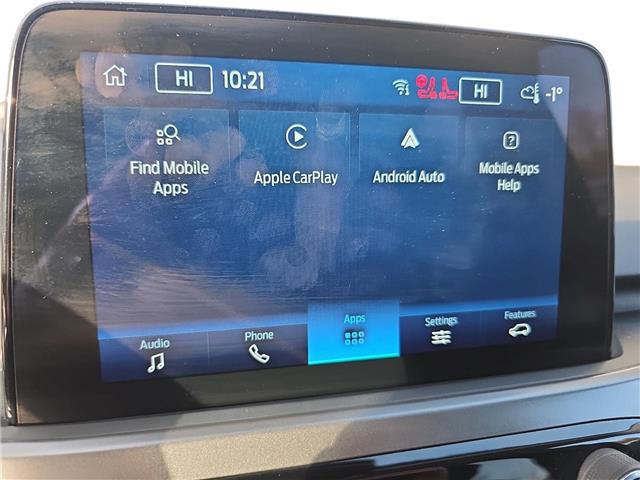 HI 10:21 HI -1°
Find Mobile
Apps
Apple CarPlay
Android Auto
Mobile Apps
Help
Audio
Phone
Apps
Settings
Features